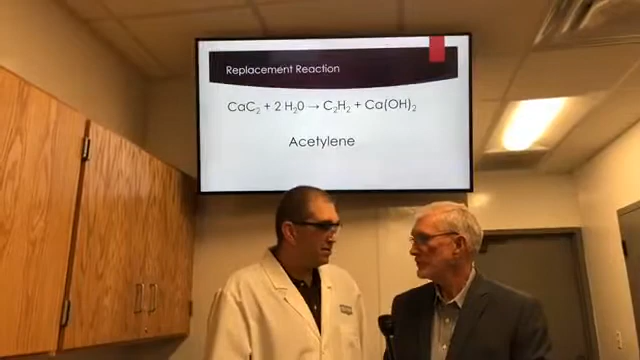 Replacement Reaction
CaC₂ + 2 H₂0 → C₂H₂ + Ca(OH)₂
Acetylene